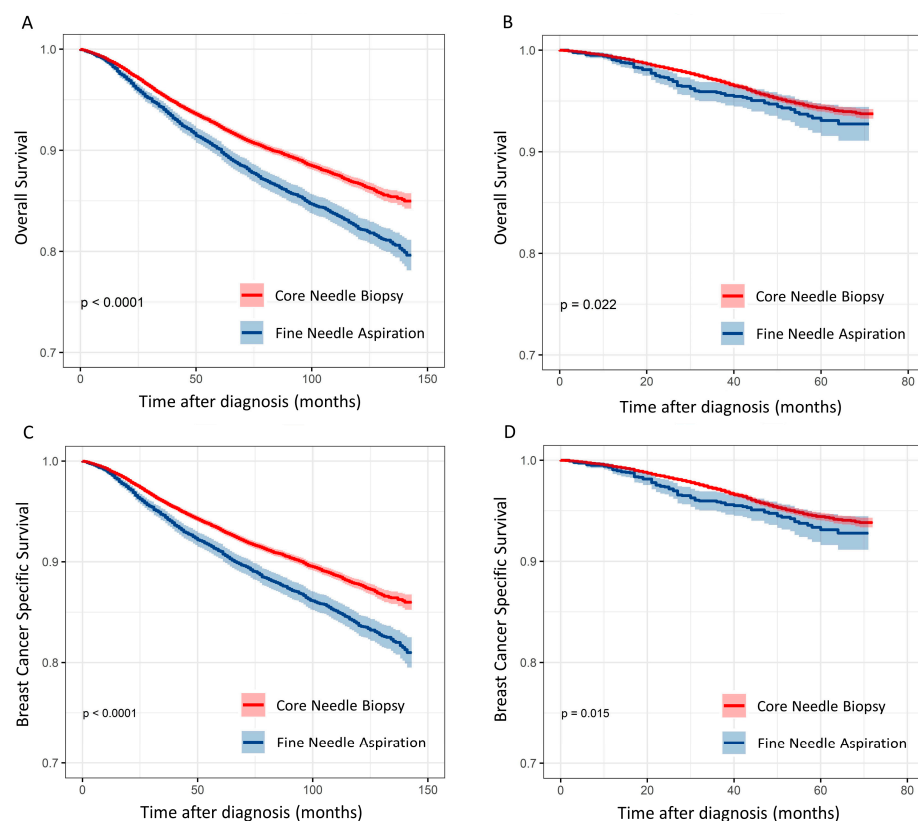 A
1.0
0.9
0.8
0.7
Overall Survival
p < 0.0001
Core Needle Biopsy
Fine Needle Aspiration
0
50
100
150
Time after diagnosis (months)
B
1.0
0.9
0.8
0.7
Overall Survival
p = 0.022
Core Needle Biopsy
Fine Needle Aspiration
0
20
40
60
80
Time after diagnosis (months)
C
1.0
0.9
0.8
0.7
Breast Cancer Specific Survival
p < 0.0001
Core Needle Biopsy
Fine Needle Aspiration
0
50
100
150
Time after diagnosis (months)
D
1.0
0.9
0.8
0.7
Breast Cancer Specific Survival
p = 0.015
Core Needle Biopsy
Fine Needle Aspiration
0
20
40
60
80
Time after diagnosis (months)